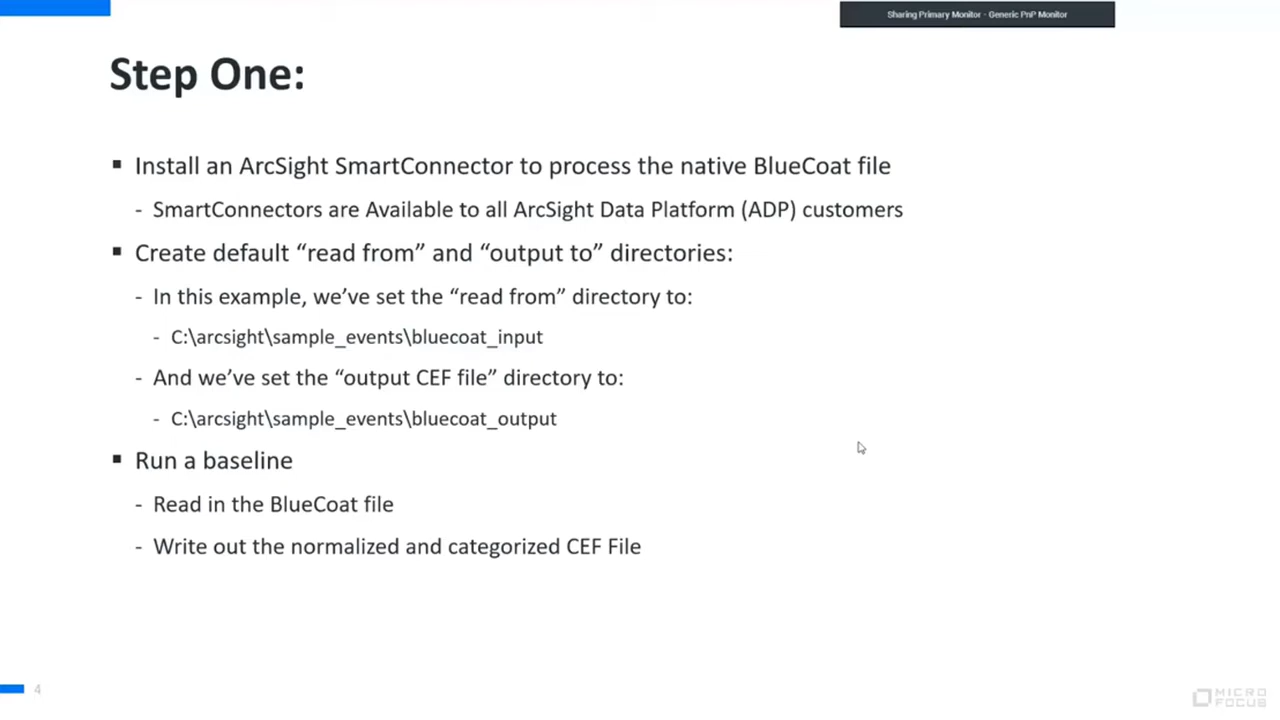 Sharing Primary Monitor - Generic PnP Monitor
Step One:
▪ Install an ArcSight SmartConnector to process the native BlueCoat file
- SmartConnectors are Available to all ArcSight Data Platform (ADP) customers
▪ Create default “read from” and “output to” directories:
- In this example, we’ve set the “read from” directory to:
- C:\arcsight\sample_events\bluecoat_input
- And we’ve set the “output CEF file” directory to:
- C:\arcsight\sample_events\bluecoat_output
▪ Run a baseline
- Read in the BlueCoat file
- Write out the normalized and categorized CEF File
4
MICRO
FOCUS